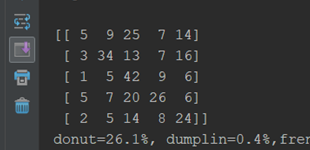 [[ 5  9 25  7 14]
[ 3 34 13  7 16]
[ 1  5 42  9  6]
[ 5  7 20 26  6]
[ 2  5 14  8 24]]
donut=26.1%, dumplin=0.4%,fren